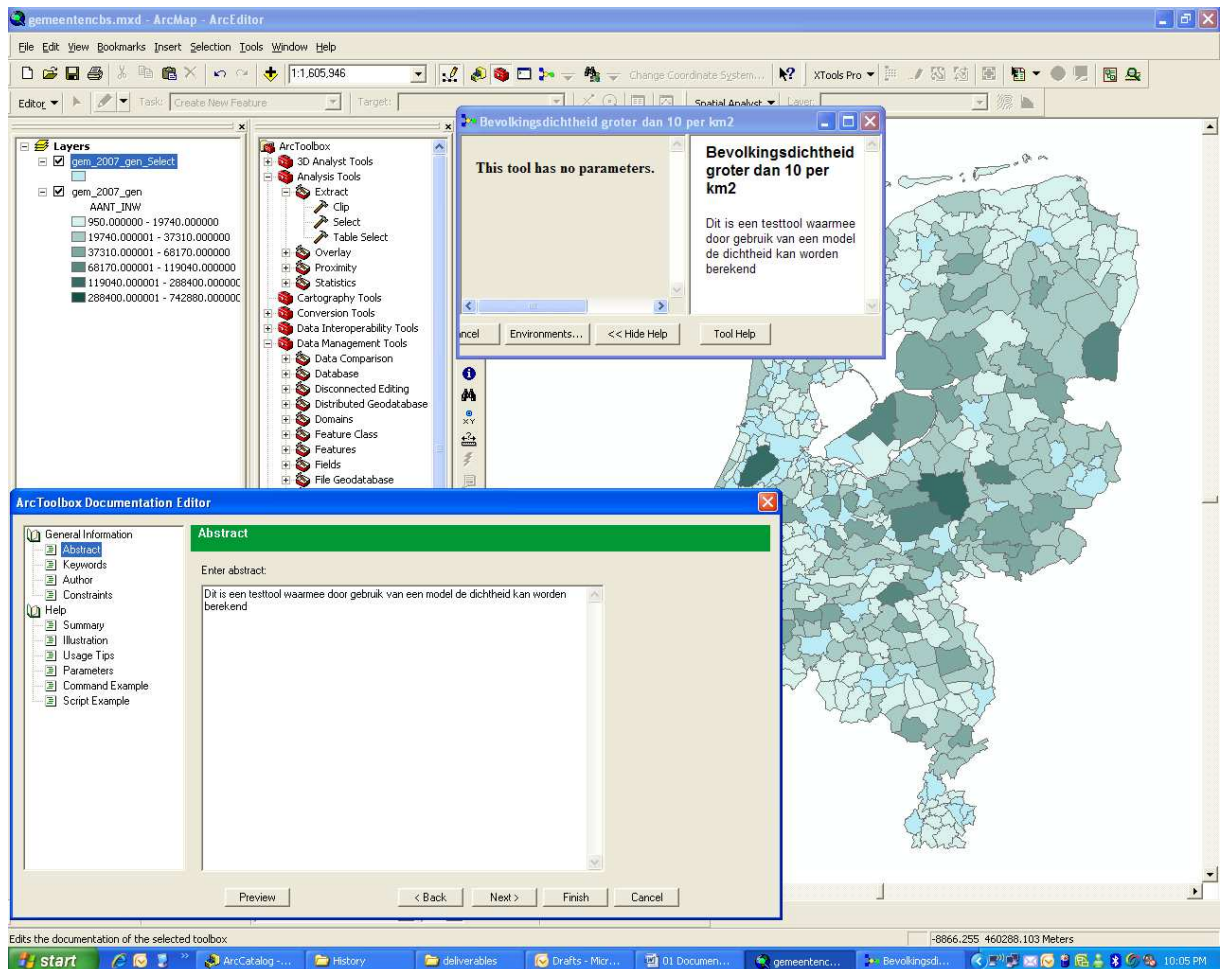 gemeentencbs.mxd - ArcMap - ArcEditor
File Edit View Bookmarks Insert Selection Tools Window Help
1:1,605,946
Change Coordinate System...
XTools Pro
Editor
Task:
Create New Feature
Target:
Spatial Analyst
Layer:
Layers
gem_2007_gen_Select
gem_2007_gen
AANT_INW
950.000000 - 19740.000000
19740.000001 - 37310.000000
37310.000001 - 68170.000000
68170.000001 - 119040.000000
119040.000001 - 288400.00000
288400.000001 - 742880.00000
ArcToolbox
3D Analyst Tools
Analysis Tools
Extract
Clip
Select
Table Select
Overlay
Proximity
Statistics
Cartography Tools
Conversion Tools
Data Interoperability Tools
Data Management Tools
Data Comparison
Database
Disconnected Editing
Distributed Geodatabase
Domains
Feature Class
Features
Fields
File Geodatabase
Bevolkingsdichtheid groter dan 10 per km2
This tool has no parameters.
Bevolkingsdichtheid
groter dan 10 per
km2
Dit is een testtool waarmee
door gebruik van een model
de dichtheid kan worden
berekend
ncel
Environments...
<< Hide Help
Tool Help
ArcToolbox Documentation Editor
General Information
Abstract
Keywords
Author
Constraints
Help
Summary
Illustration
Usage Tips
Parameters
Command Example
Script Example
Abstract
Enter abstract:
Dit is een testtool waarmee door gebruik van een model de dichtheid kan worden
berekend
Preview
< Back
Next >
Finish
Cancel
Edits the documentation of the selected toolbox
-8866.255 460288.103 Meters
start
ArcCatalog -...
History
deliverables
Drafts - Micr...
01 Documen...
gemeentenc...
Bevolkingsdi...
10:05 PM